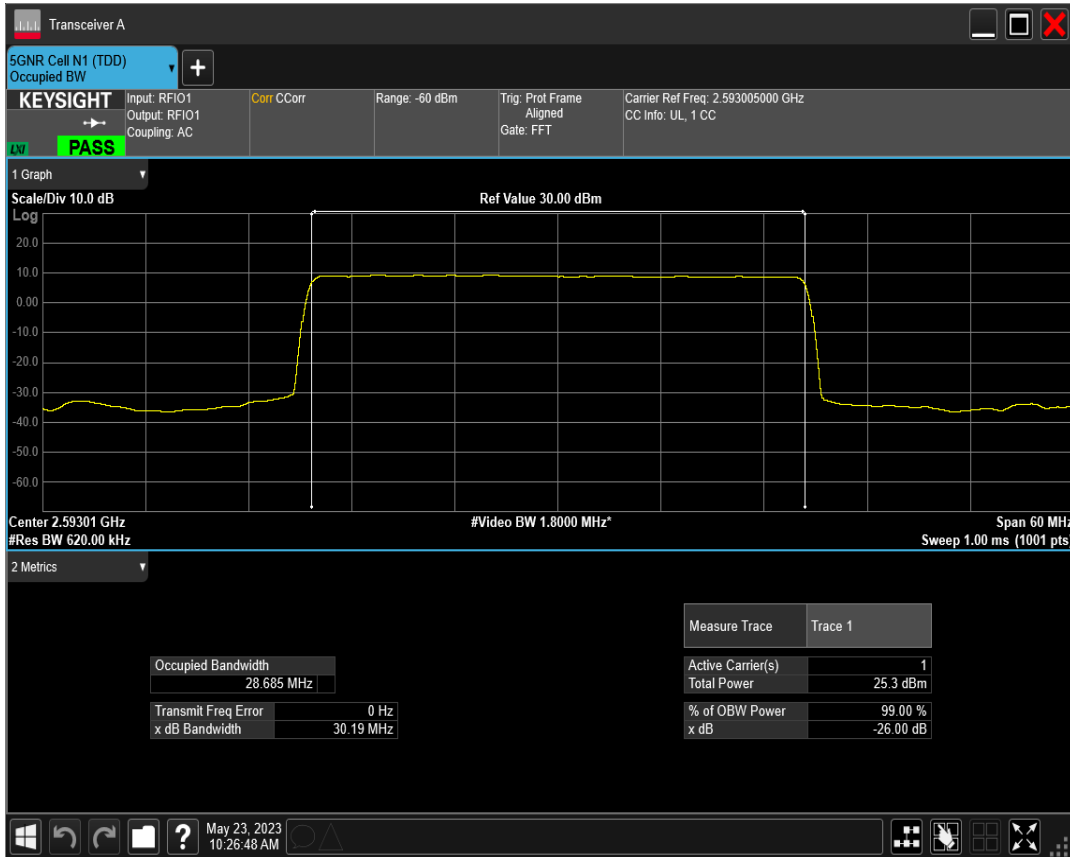 Transceiver A
5GNR Cell N1 (TDD)
Occupied BW
+
KEYSIGHT
LXI
PASS
Input: RFIO1
Output: RFIO1
Coupling: AC
Corr CCorr
Range: -60 dBm
Trig: Prot Frame
Aligned
Gate: FFT
Carrier Ref Freq: 2.593005000 GHz
CC Info: UL, 1 CC
1 Graph
Scale/Div 10.0 dB
Ref Value 30.00 dBm
Log
20.0
10.0
0.00
-10.0
-20.0
-30.0
-40.0
-50.0
-60.0
Center 2.59301 GHz
#Video BW 1.8000 MHz*
Span 60 MHz
#Res BW 620.00 kHz
Sweep 1.00 ms (1001 pts)
2 Metrics
Measure Trace Trace 1
Occupied Bandwidth
28.685 MHz
Active Carrier(s) 1
Total Power 25.3 dBm
Transmit Freq Error 0 Hz
x dB Bandwidth 30.19 MHz
% of OBW Power 99.00 %
x dB -26.00 dB
?
May 23, 2023
10:26:48 AM